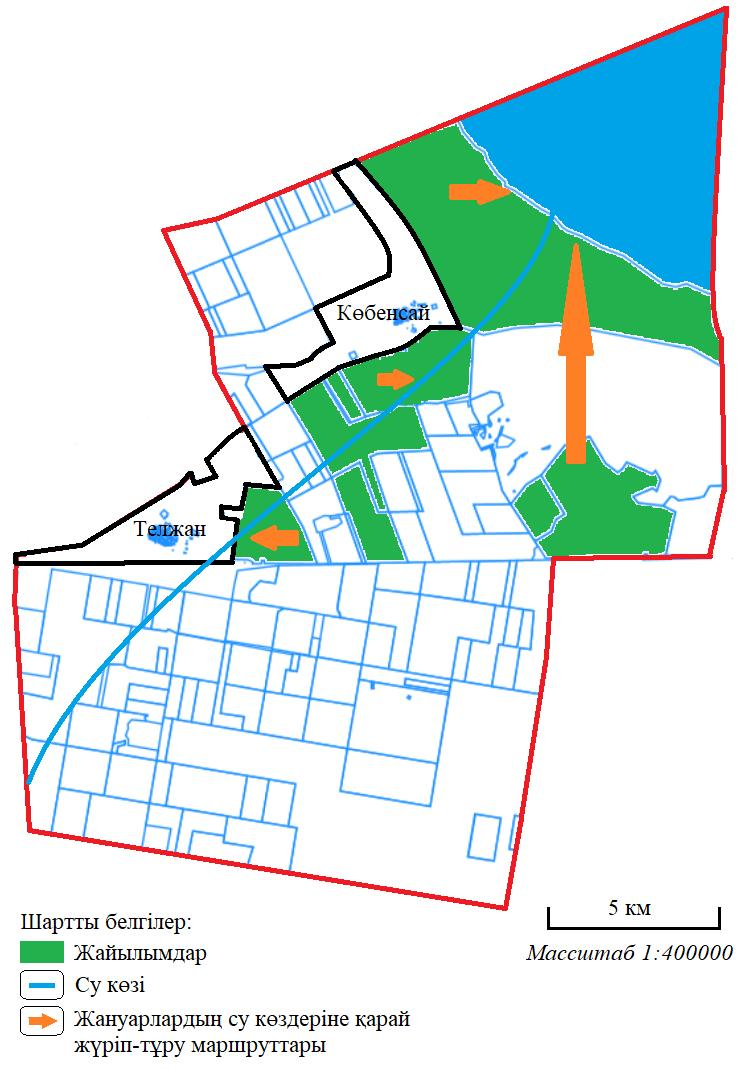 Көбенсай
Телжан
Шартты белгілер:
Жайылымдар
Су көзі
Жануарлардың су көздеріне қарай
жүріп-тұру маршруттары
5 км
Масштаб 1:400000